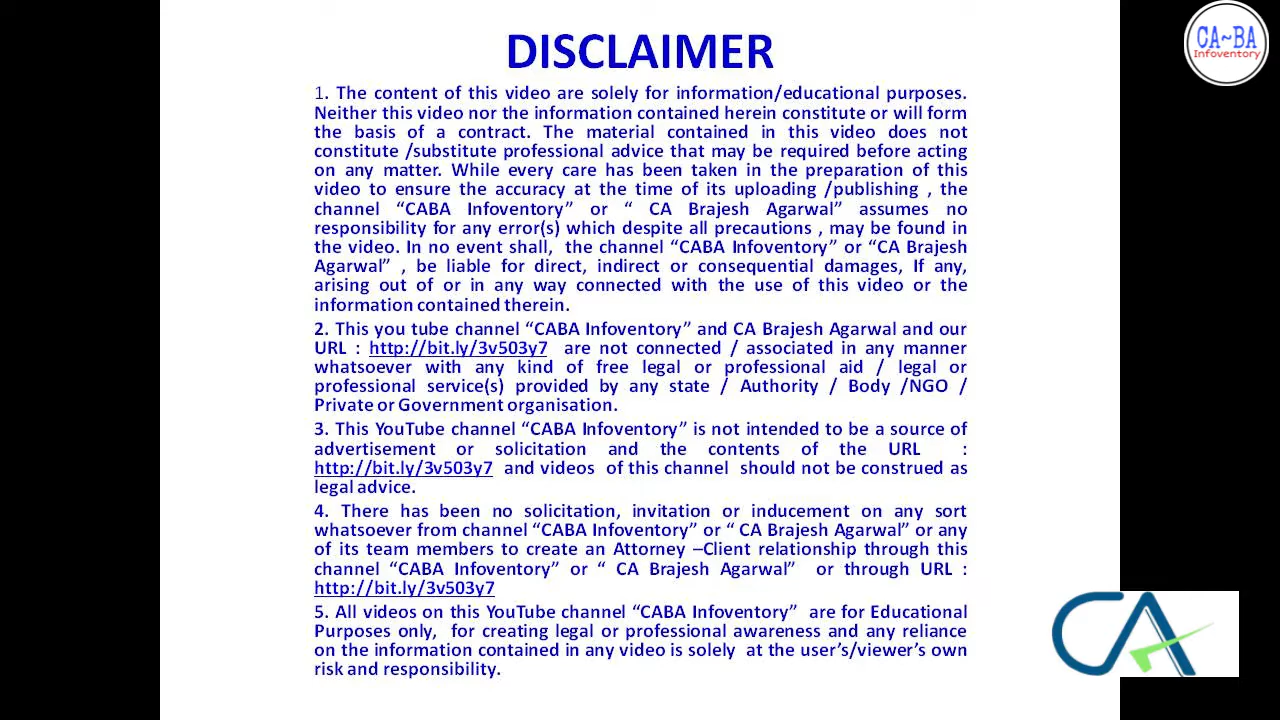 DISCLAIMER
CA~BA
Infoventory
1. The content of this video are solely for information/educational purposes.
Neither this video nor the information contained herein constitute or will form
the basis of a contract. The material contained in this video does not
constitute /substitute professional advice that may be required before acting
on any matter. While every care has been taken in the preparation of this
video to ensure the accuracy at the time of its uploading /publishing , the
channel “CABA Infoventory” or “ CA Brajesh Agarwal” assumes no
responsibility for any error(s) which despite all precautions , may be found in
the video. In no event shall, the channel “CABA Infoventory” or “CA Brajesh
Agarwal” , be liable for direct, indirect or consequential damages, If any,
arising out of or in any way connected with the use of this video or the
information contained therein.
2. This you tube channel “CABA Infoventory” and CA Brajesh Agarwal and our
URL : http://bit.ly/3v503y7 are not connected / associated in any manner
whatsoever with any kind of free legal or professional aid / legal or
professional service(s) provided by any state / Authority / Body /NGO /
Private or Government organisation.
3. This YouTube channel “CABA Infoventory” is not intended to be a source of
advertisement or solicitation and the contents of the URL :
http://bit.ly/3v503y7 and videos of this channel should not be construed as
legal advice.
4. There has been no solicitation, invitation or inducement on any sort
whatsoever from channel “CABA Infoventory” or “ CA Brajesh Agarwal” or any
of its team members to create an Attorney –Client relationship through this
channel “CABA Infoventory” or “ CA Brajesh Agarwal” or through URL :
http://bit.ly/3v503y7
5. All videos on this YouTube channel “CABA Infoventory” are for Educational
Purposes only, for creating legal or professional awareness and any reliance
on the information contained in any video is solely at the user’s/viewer’s own
risk and responsibility.
CA